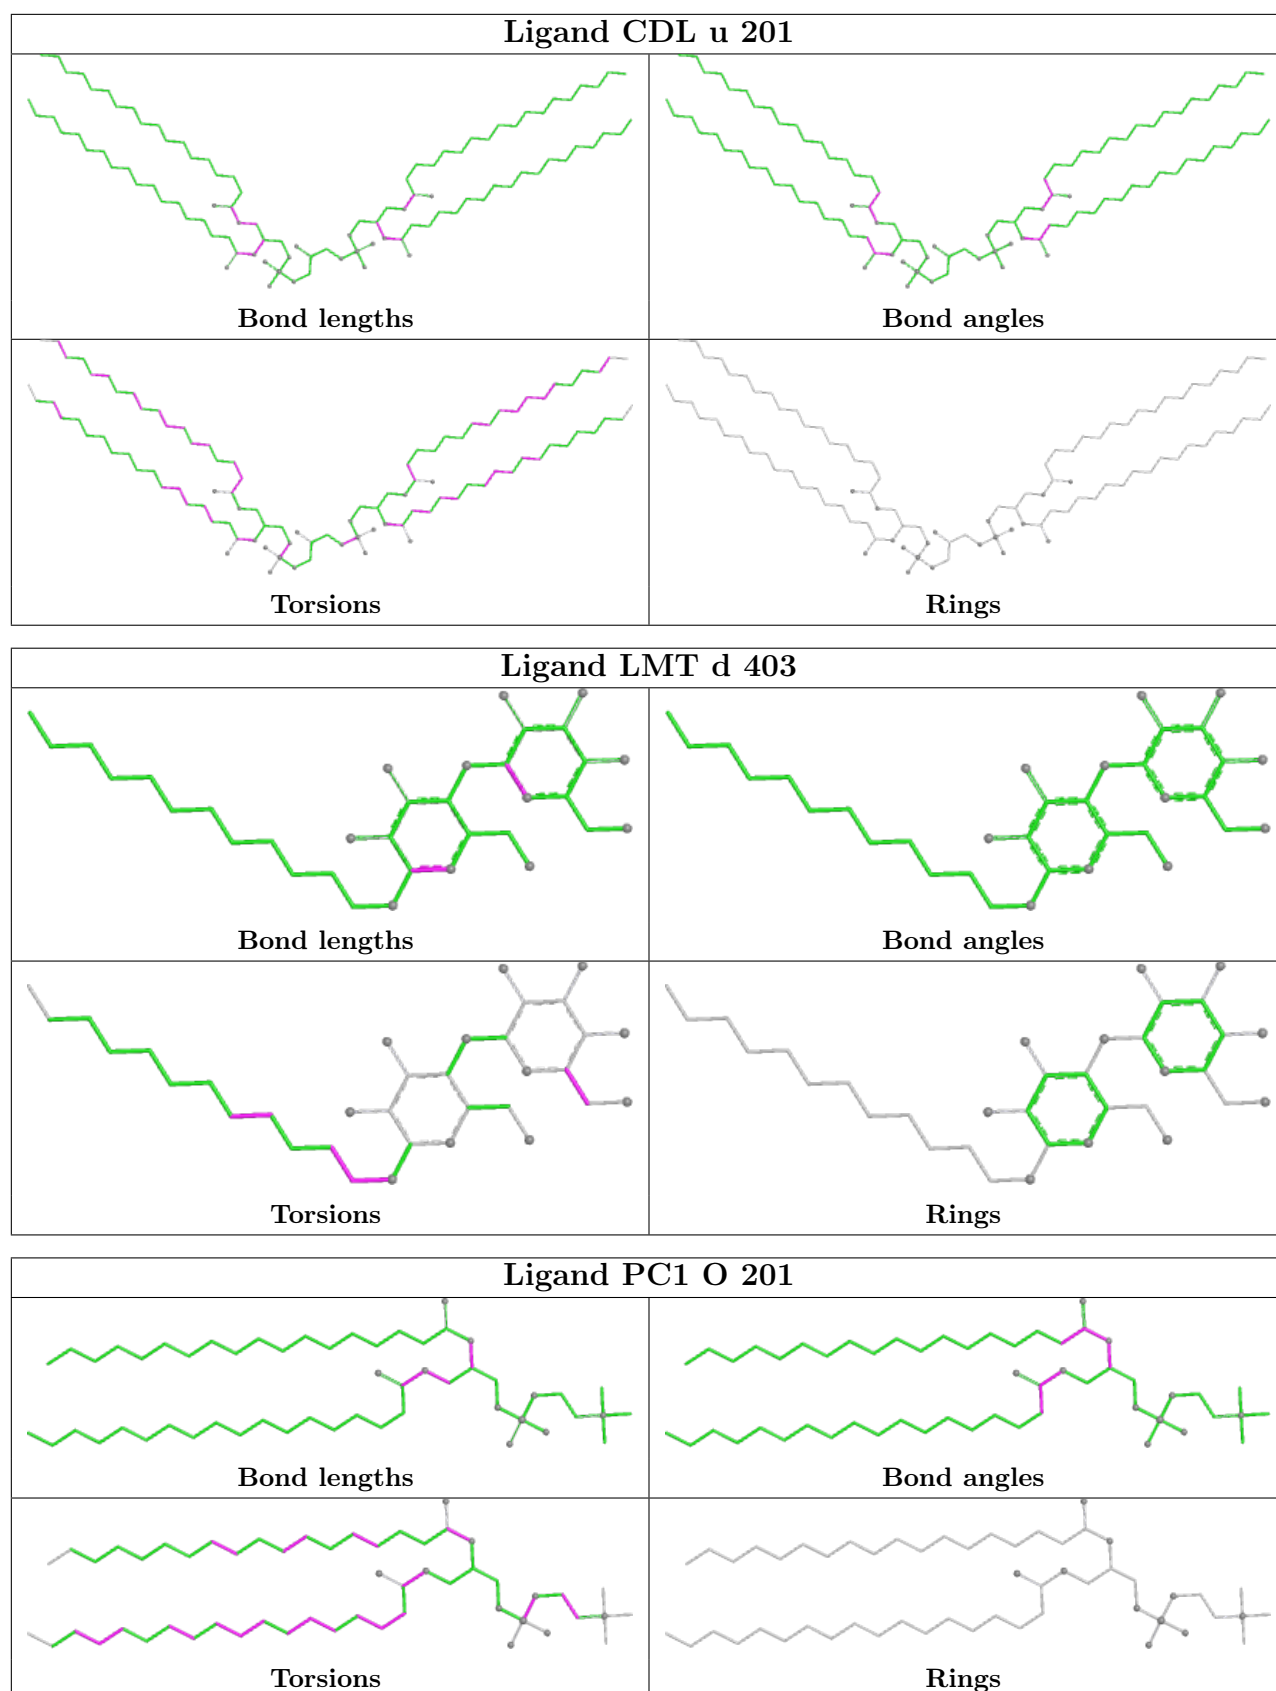 Ligand CDL u 201
Bond lengths
Bond angles
Torsions
Rings
Ligand LMT d 403
Bond lengths
Bond angles
Torsions
Rings
Ligand PC1 O 201
Bond lengths
Bond angles
Torsions
Rings